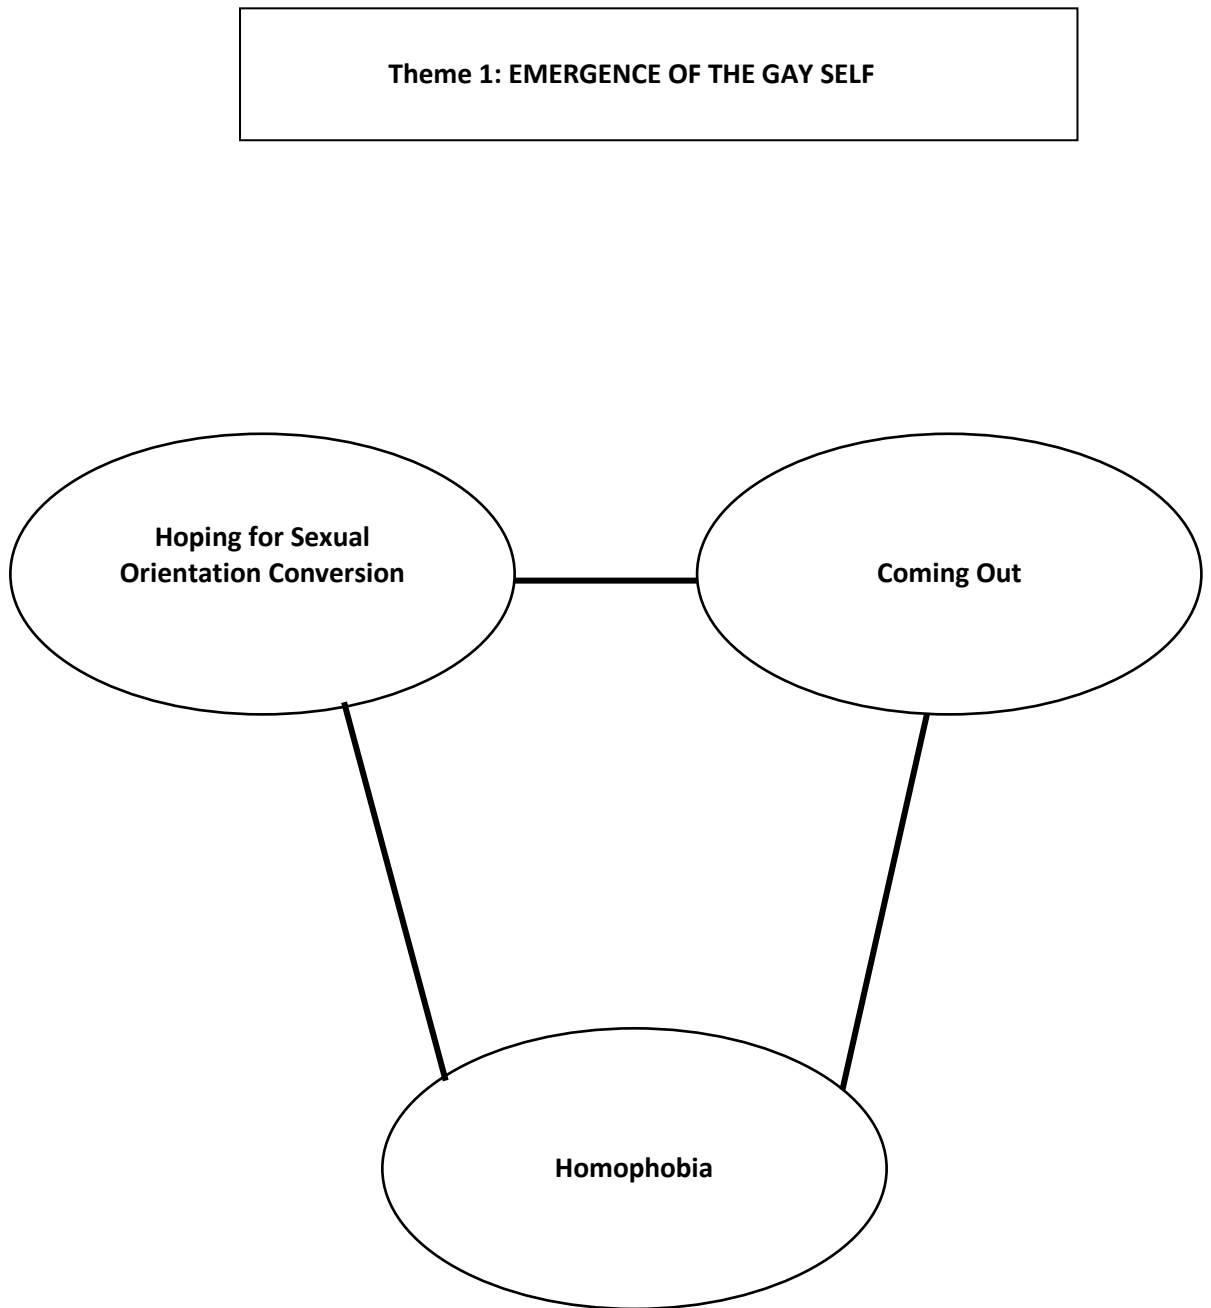 Theme 1: EMERGENCE OF THE GAY SELF
Hoping for Sexual
Orientation Conversion
Coming Out
Homophobia